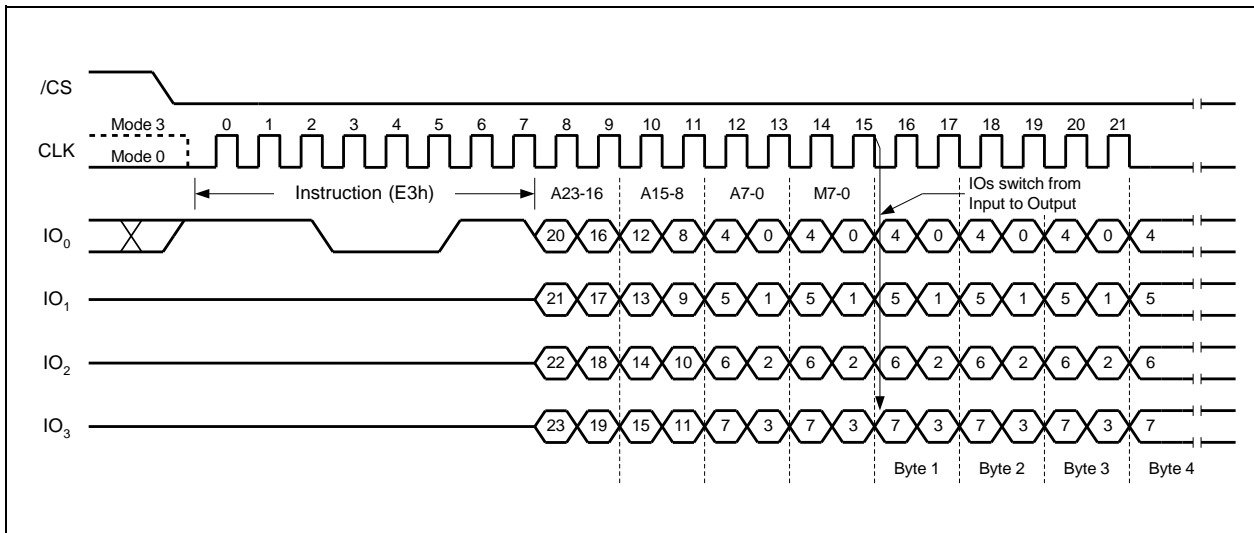 /CS
Mode 3 0 1 2 3 4 5 6 7 8 9 10 11 12 13 14 15 16 17 18 19 20 21
CLK
Mode 0
Instruction (E3h) A23-16 A15-8 A7-0 M7-0 IOs switch from
Input to Output
IO0 20 16 12 8 4 0 4 0 4 0 4 0 4 0 4
IO1 21 17 13 9 5 1 5 1 5 1 5 1 5 1 5
IO2 22 18 14 10 6 2 6 2 6 2 6 2 6 2 6
IO3 23 19 15 11 7 3 7 3 7 3 7 3 7 3 7
Byte 1 Byte 2 Byte 3 Byte 4